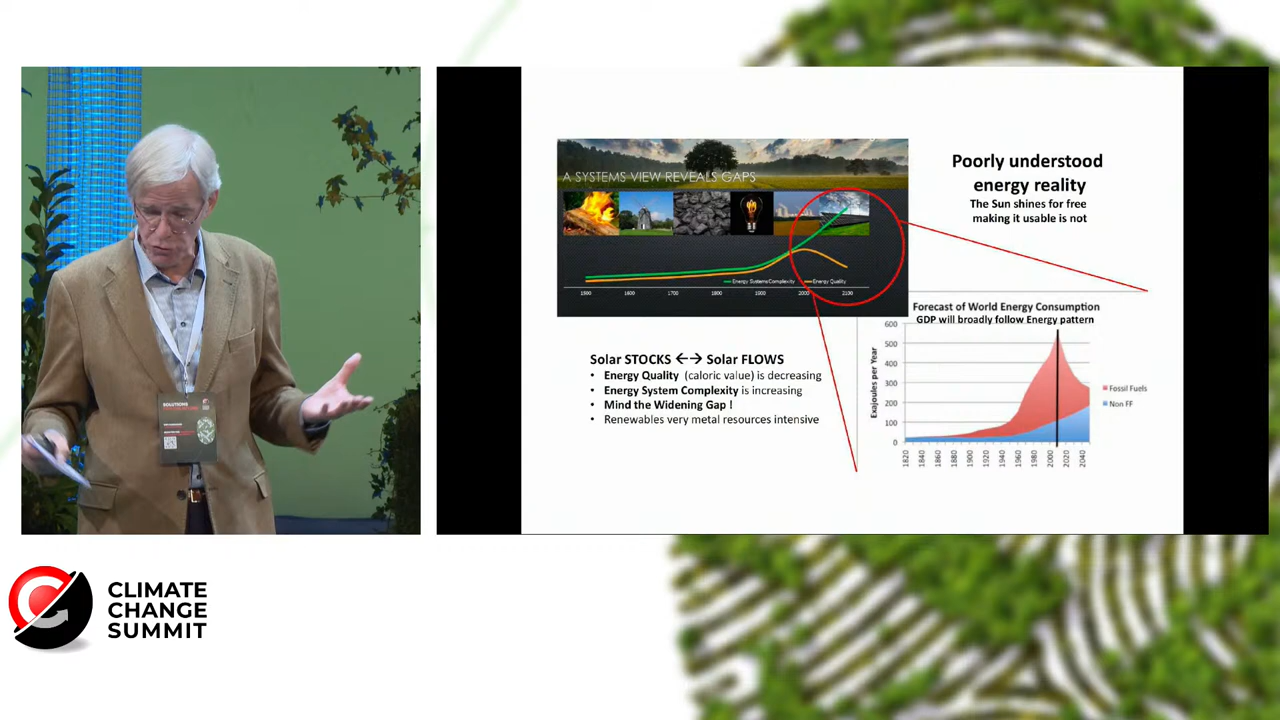 SOLUTIONS
A SYSTEMS VIEW REVEALS GAPS
Energy Systems Complexity
Energy Quality
1500 1600 1700 1800 1900 2000 2100
Poorly understood
energy reality
The Sun shines for free
making it usable is not
Solar STOCKS ←→ Solar FLOWS
• Energy Quality (caloric value) is decreasing
• Energy System Complexity is increasing
• Mind the Widening Gap !
• Renewables very metal resources intensive
Forecast of World Energy Consumption
GDP will broadly follow Energy pattern
Exajoules per Year
600
500
400
300
200
100
0
1820 1840 1860 1880 1900 1920 1940 1960 1980 2000 2020 2040
Fossil Fuels
Non FF
CLIMATE
CHANGE
SUMMIT